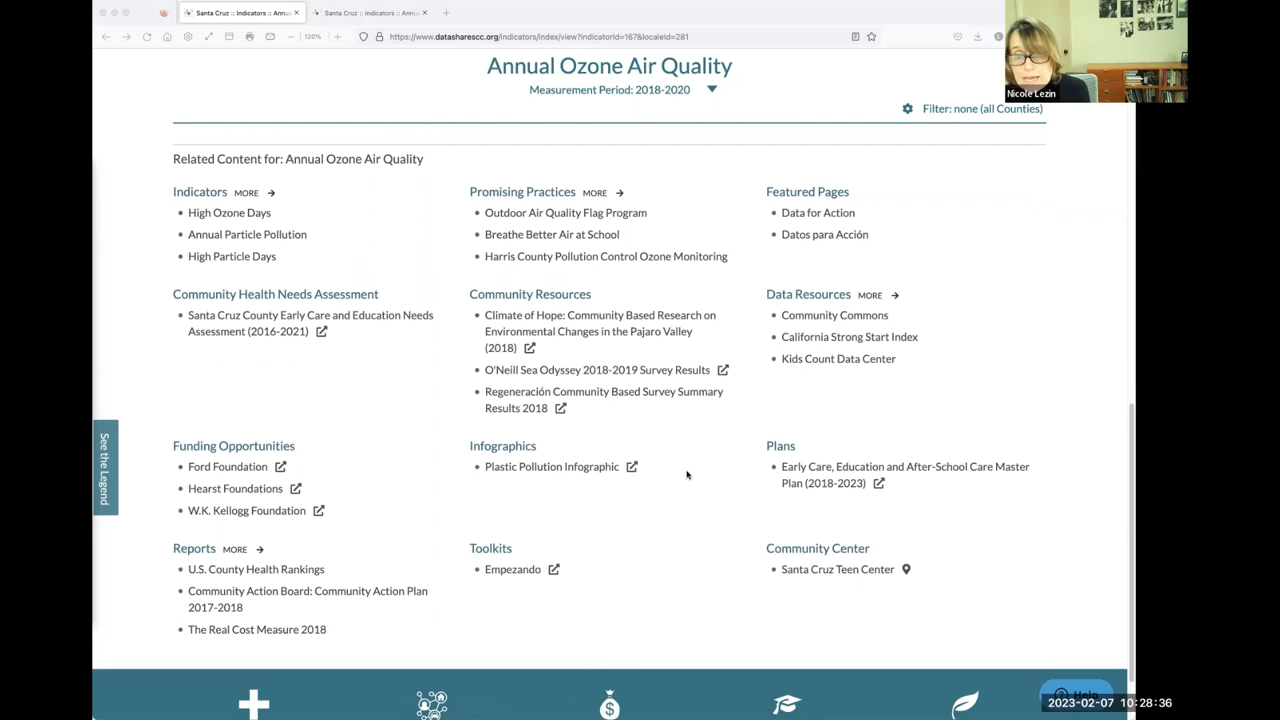 Santa Cruz :: Indicators :: Annu
Santa Cruz :: Indicators :: Annu
120%
https://www.datasharescc.org/indicators/index/view?indicatorId=167&localeId=281
Nicole Lezin
Annual Ozone Air Quality
Measurement Period: 2018-2020
Filter: none (all Counties)
Related Content for: Annual Ozone Air Quality
Indicators MORE
High Ozone Days
Annual Particle Pollution
High Particle Days
Promising Practices MORE
Outdoor Air Quality Flag Program
Breathe Better Air at School
Harris County Pollution Control Ozone Monitoring
Featured Pages
Data for Action
Datos para Acción
Community Health Needs Assessment
Santa Cruz County Early Care and Education Needs
Assessment (2016-2021)
Community Resources
Climate of Hope: Community Based Research on
Environmental Changes in the Pajaro Valley
(2018)
O'Neill Sea Odyssey 2018-2019 Survey Results
Regeneración Community Based Survey Summary
Results 2018
Data Resources MORE
Community Commons
California Strong Start Index
Kids Count Data Center
See the Legend
Funding Opportunities
Ford Foundation
Hearst Foundations
W.K. Kellogg Foundation
Infographics
Plastic Pollution Infographic
Plans
Early Care, Education and After-School Care Master
Plan (2018-2023)
Reports MORE
U.S. County Health Rankings
Community Action Board: Community Action Plan
2017-2018
The Real Cost Measure 2018
Toolkits
Empezando
Community Center
Santa Cruz Teen Center
Help
2023-02-07 10:28:36